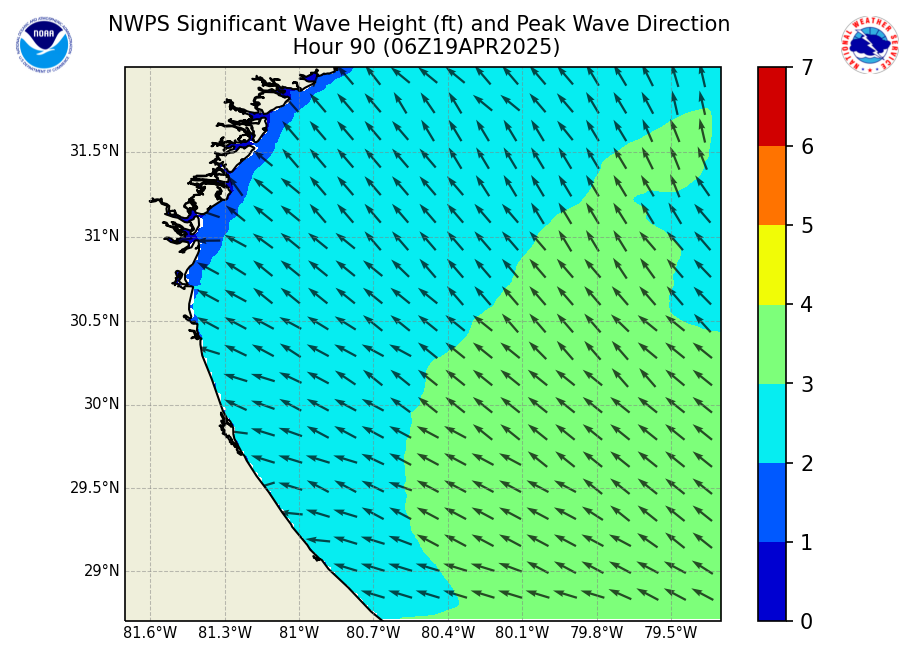 NWPS Significant Wave Height (ft) and Peak Wave Direction
Hour 90 (06Z19APR2025)
NOAA
NATIONAL WEATHER SERVICE
7
6
5
4
3
2
1
0
31.5°N
31°N
30.5°N
30°N
29.5°N
29°N
81.6°W 81.3°W 81°W 80.7°W 80.4°W 80.1°W 79.8°W 79.5°W